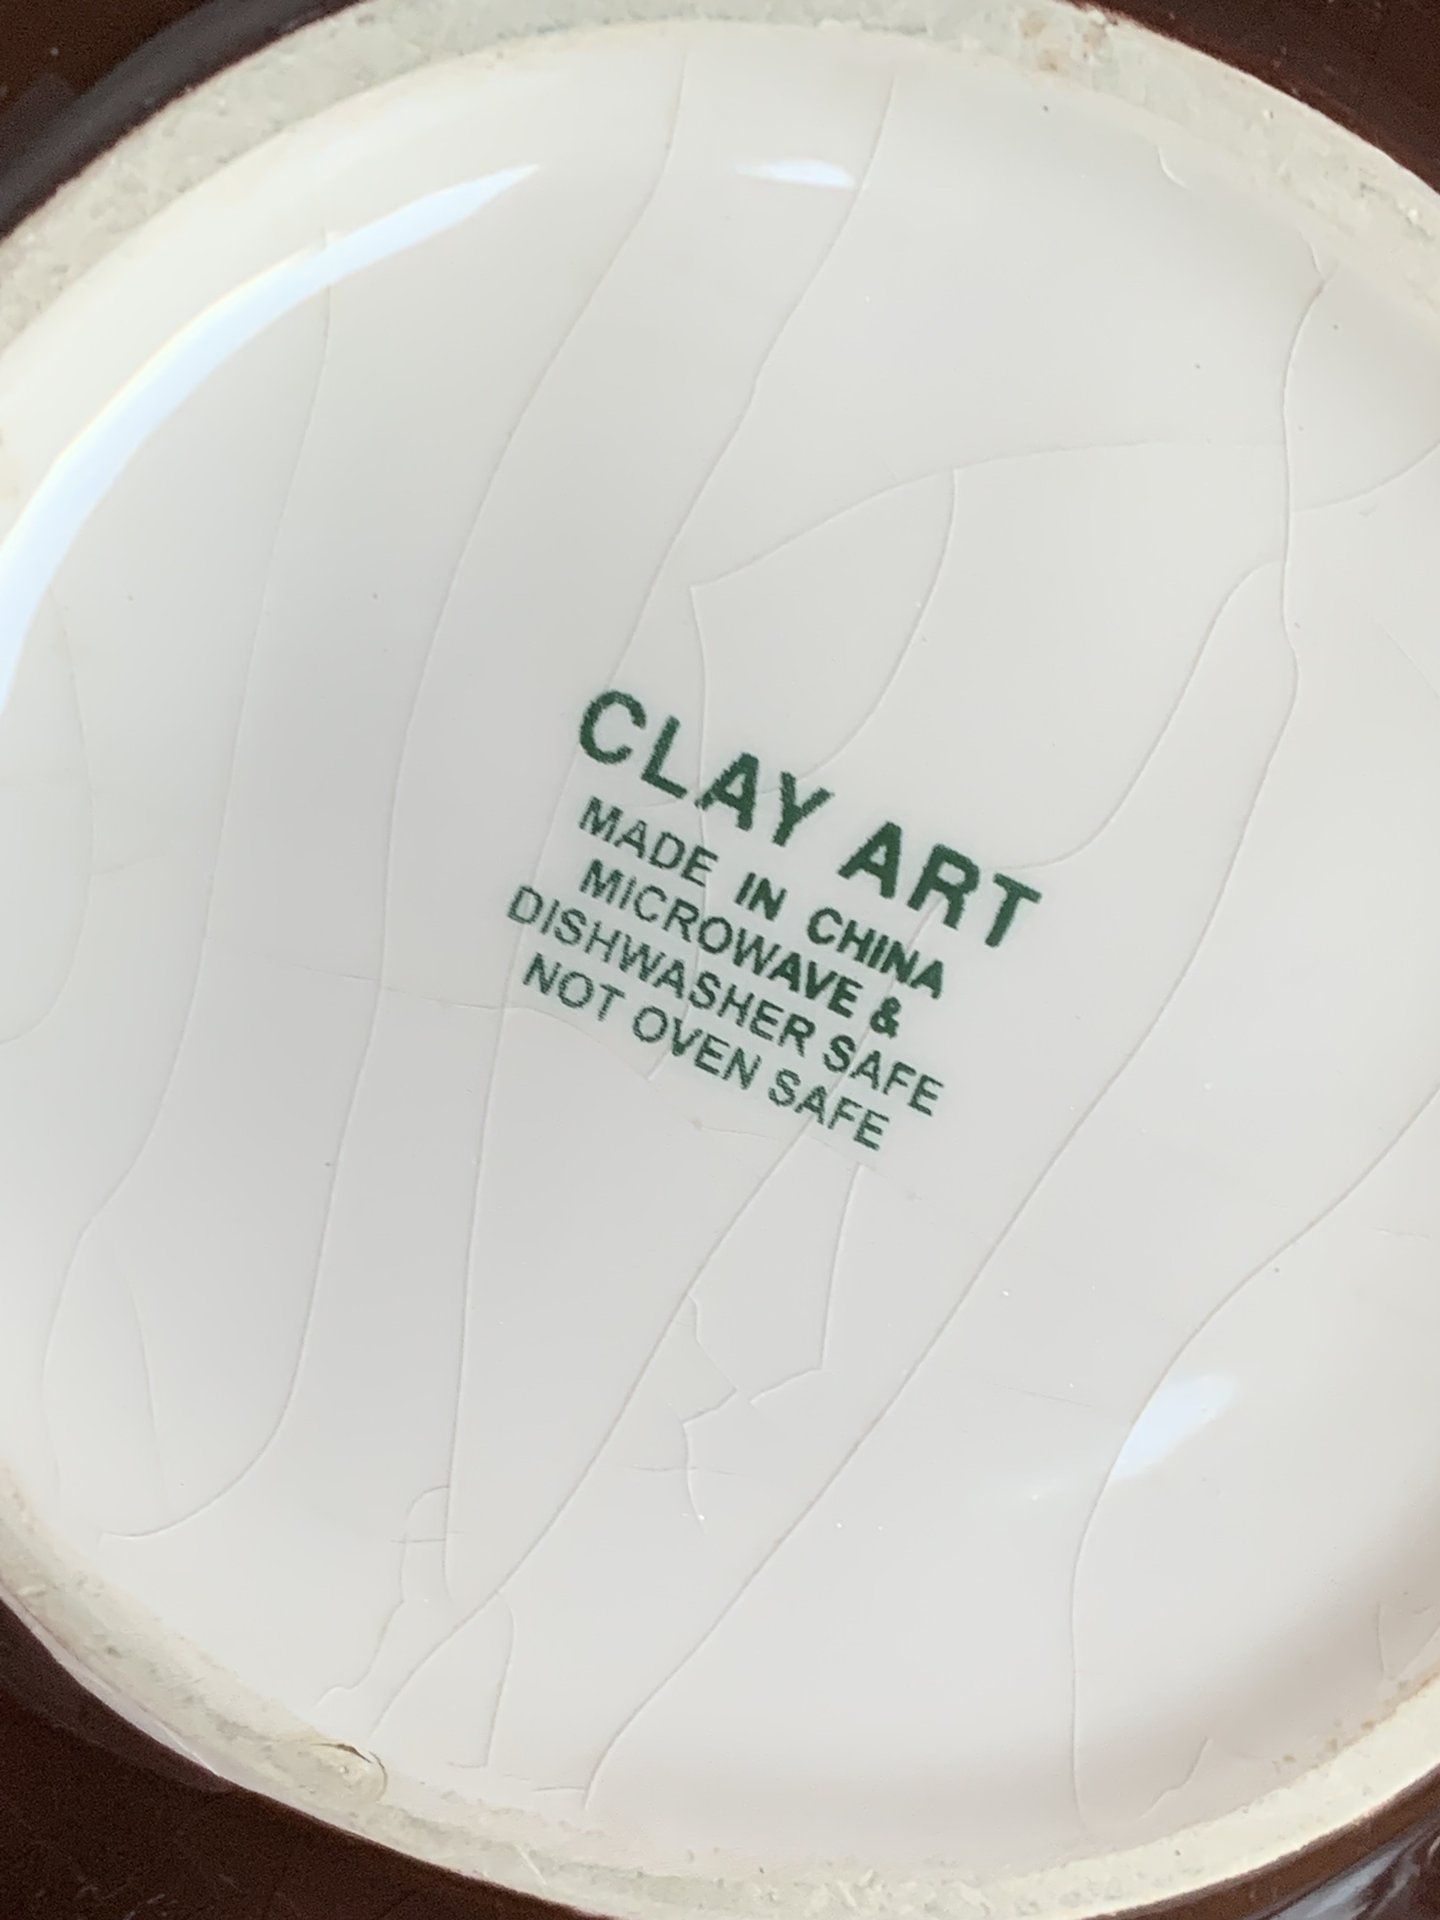 CLAY ART
MADE IN CHINA
MICROWAVE &
DISHWASHER SAFE
NOT OVEN SAFE